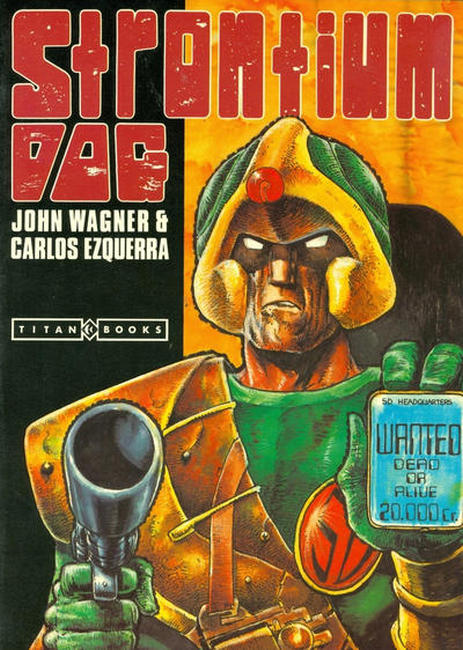 STRONTIUM
DOG
JOHN WAGNER &
CARLOS EZQUERRA
TITAN BOOKS
SD HEADQUARTERS
WANTED
DEAD
OR
ALIVE
20.000 Cr.